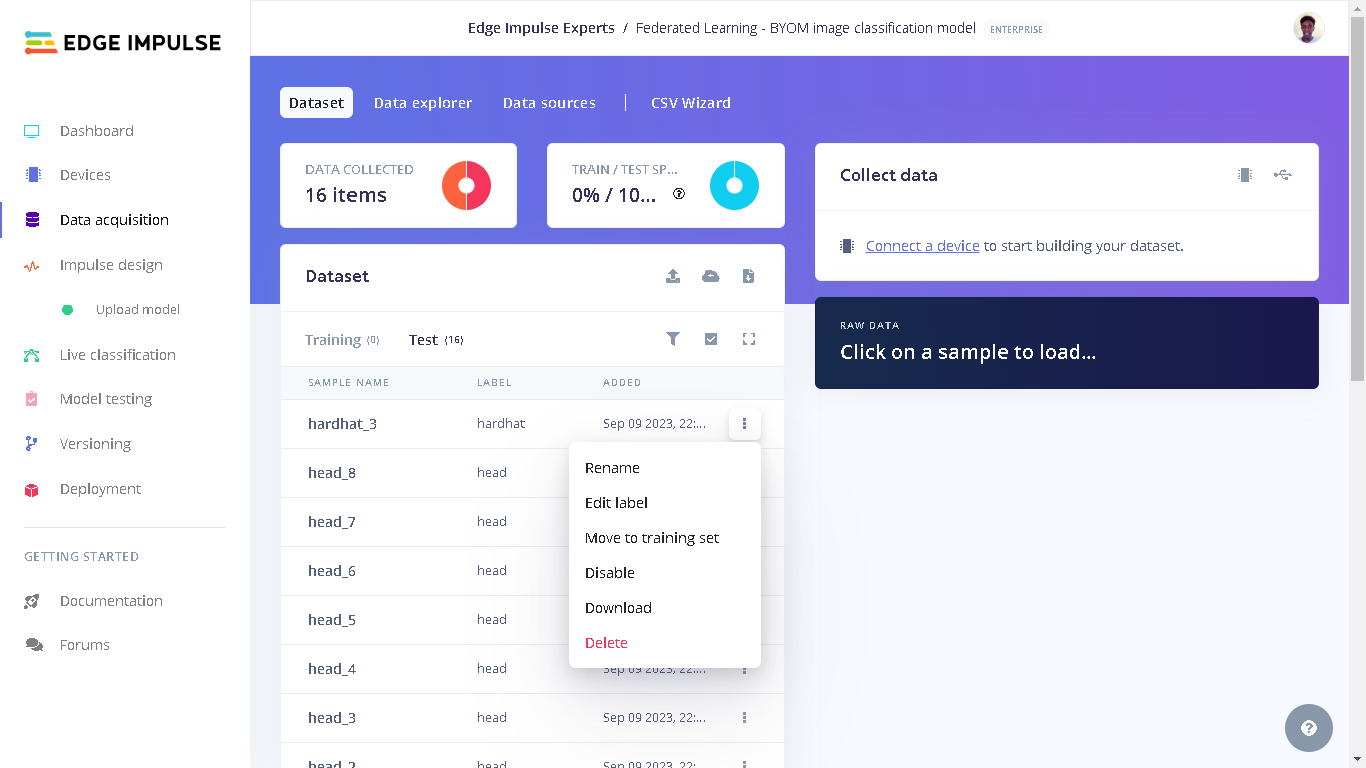 EDGE IMPULSE
Edge Impulse Experts / Federated Learning - BYOM image classification model ENTERPRISE
Dashboard
Devices
Data acquisition
Impulse design
Upload model
Live classification
Model testing
Versioning
Deployment
GETTING STARTED
Documentation
Forums
Dataset Data explorer Data sources | CSV Wizard
DATA COLLECTED
16 items
TRAIN / TEST SP...
0% / 10... ?
Dataset
Training (0) Test (16)
SAMPLE NAME LABEL ADDED
hardhat_3 hardhat Sep 09 2023, 22:...
head_8 head
head_7 head
head_6 head
head_5 head
head_4 head Sep 09 2023, 22:...
head_3 head Sep 09 2023, 22:...
head_2 head Sep 09 2023, 22:...
Rename
Edit label
Move to training set
Disable
Download
Delete
Collect data
Connect a device to start building your dataset.
RAW DATA
Click on a sample to load...
?